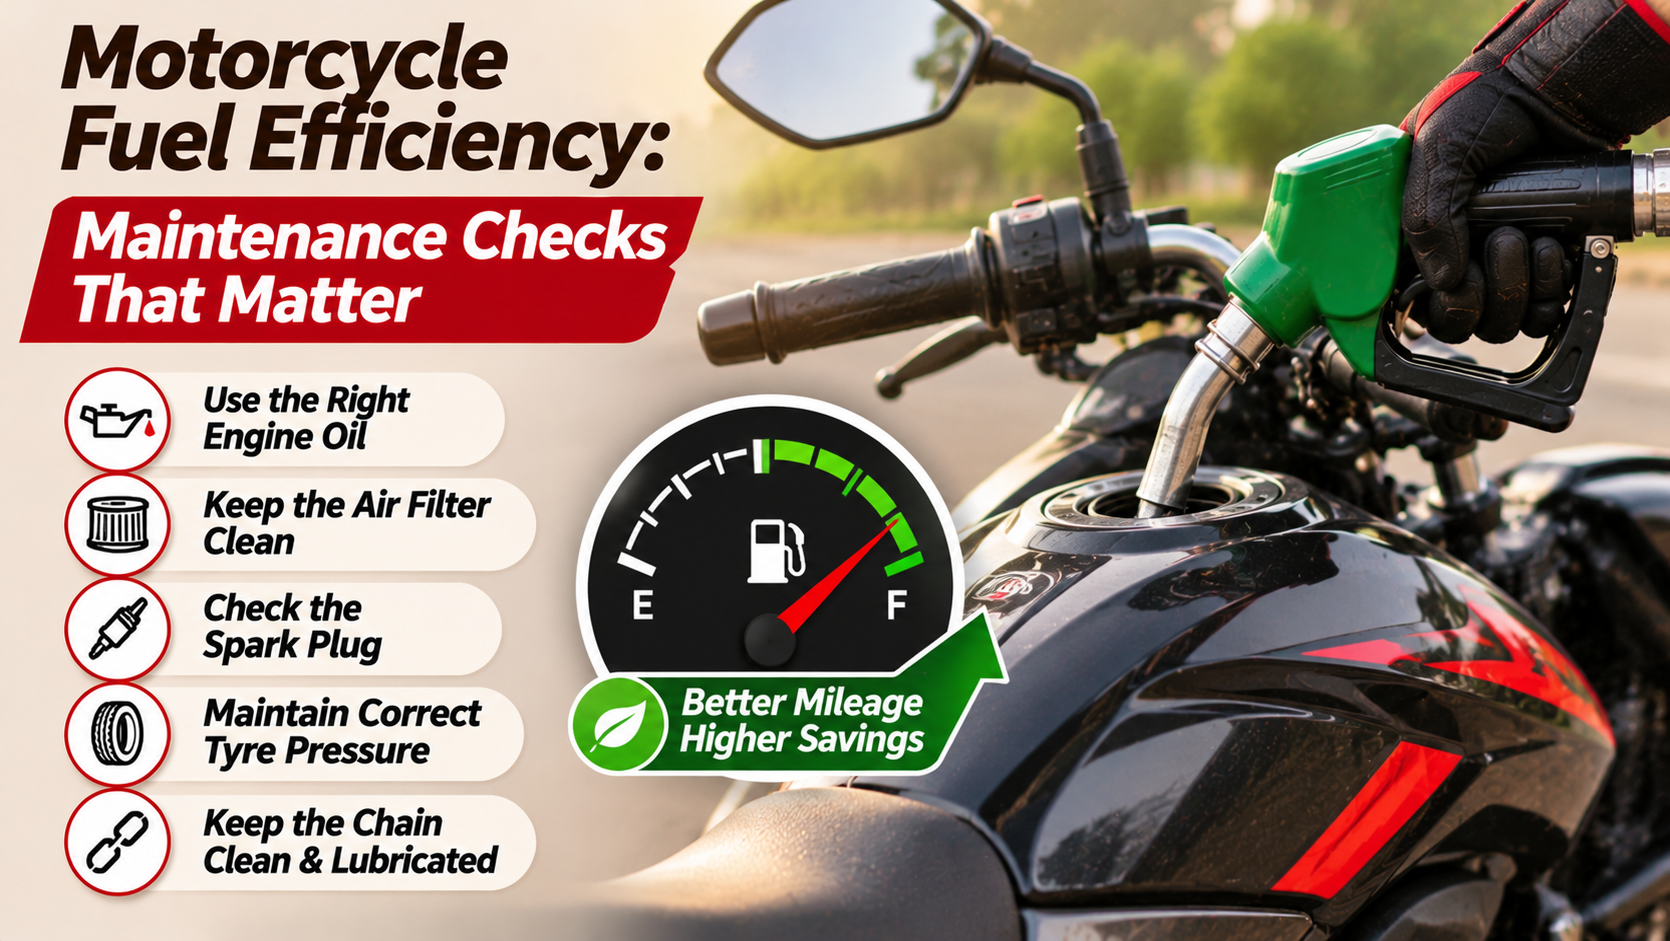 Motorcycle
Fuel Efficiency:
Maintenance Checks
That Matter
Use the Right
Engine Oil
Keep the Air Filter
Clean
Check the
Spark Plug
Maintain Correct
Tyre Pressure
Keep the Chain
Clean & Lubricated
E
F
Better Mileage
Higher Savings